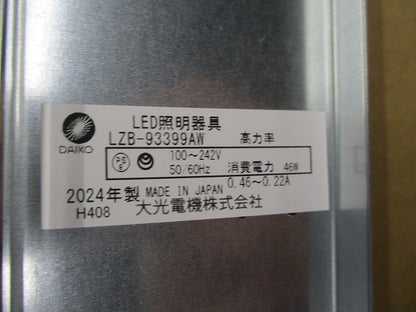 LED照明器具
DAIKO LZB-93399AW 高力率
PS E 100～242V
50/60Hz 消費電力 46W
0.46～0.22A
2024年製 MADE IN JAPAN
H408 大光電機株式会社